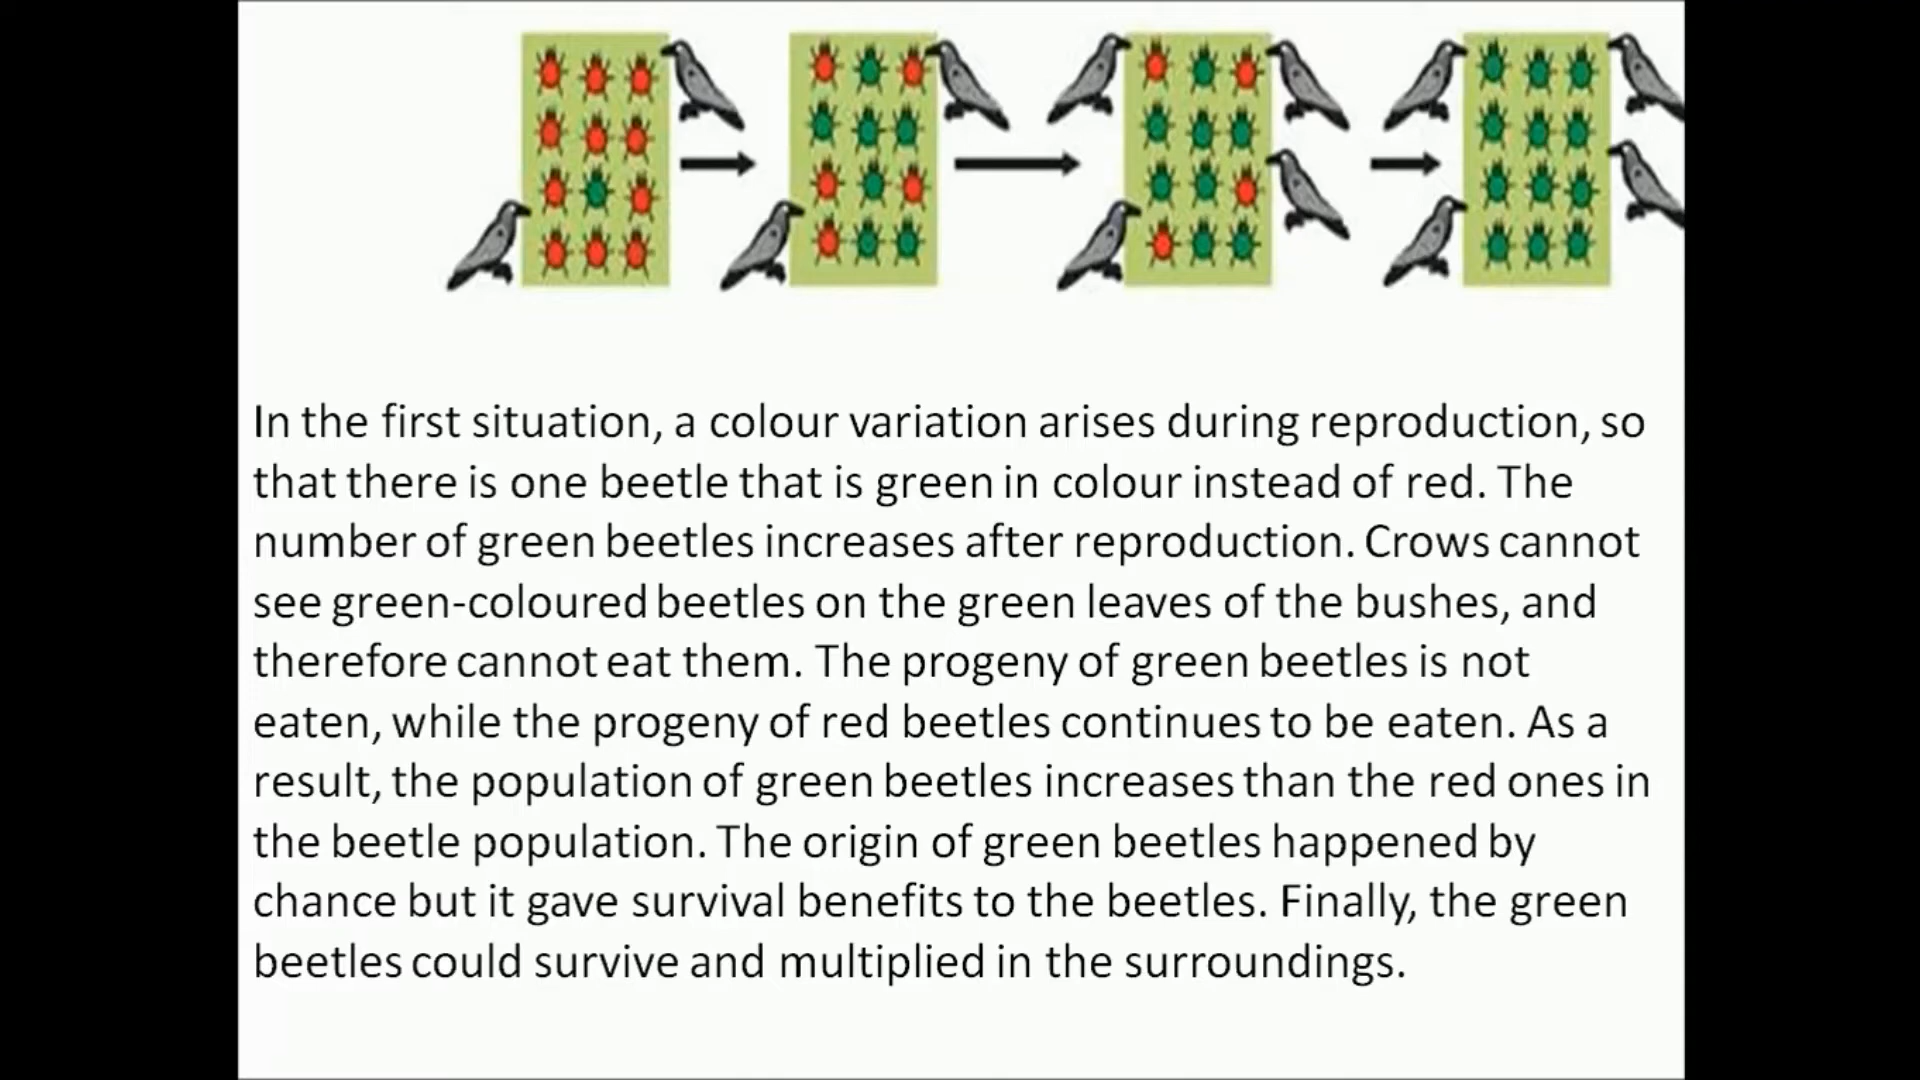 In the first situation, a colour variation arises during reproduction, so
that there is one beetle that is green in colour instead of red. The
number of green beetles increases after reproduction. Crows cannot
see green-coloured beetles on the green leaves of the bushes, and
therefore cannot eat them. The progeny of green beetles is not
eaten, while the progeny of red beetles continues to be eaten. As a
result, the population of green beetles increases than the red ones in
the beetle population. The origin of green beetles happened by
chance but it gave survival benefits to the beetles. Finally, the green
beetles could survive and multiplied in the surroundings.